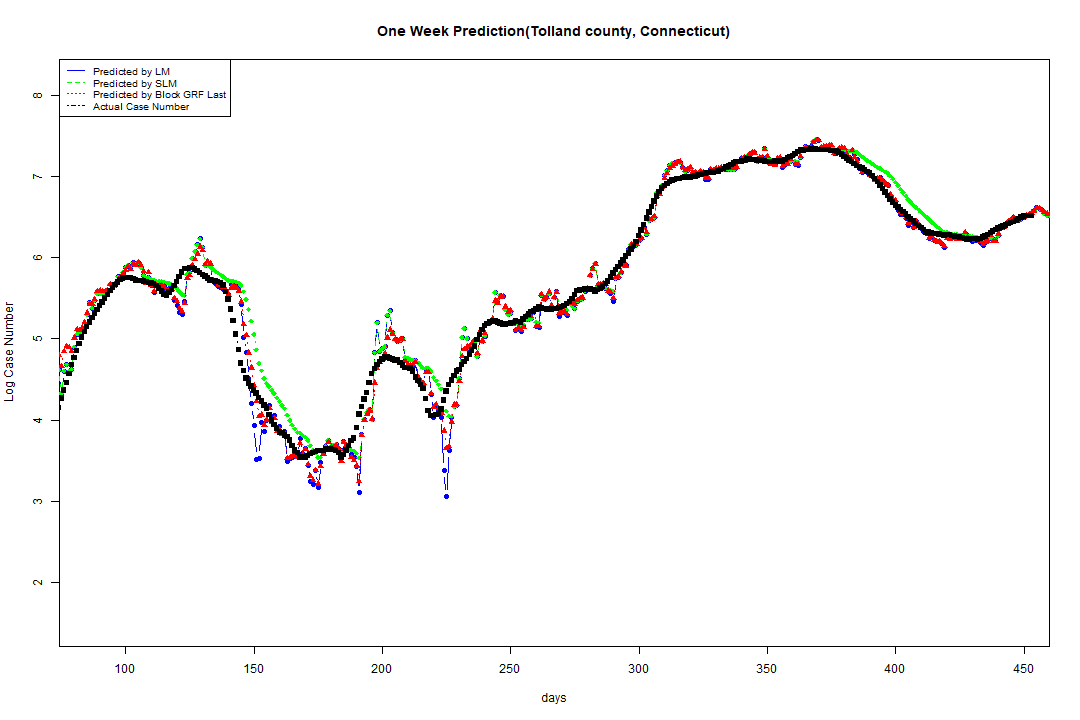 One Week Prediction(Tolland county, Connecticut)
Predicted by LM
Predicted by SLM
Predicted by Block GRF Last
Actual Case Number
8
7
6
5
4
3
2
Log Case Number
100 150 200 250 300 350 400 450
days